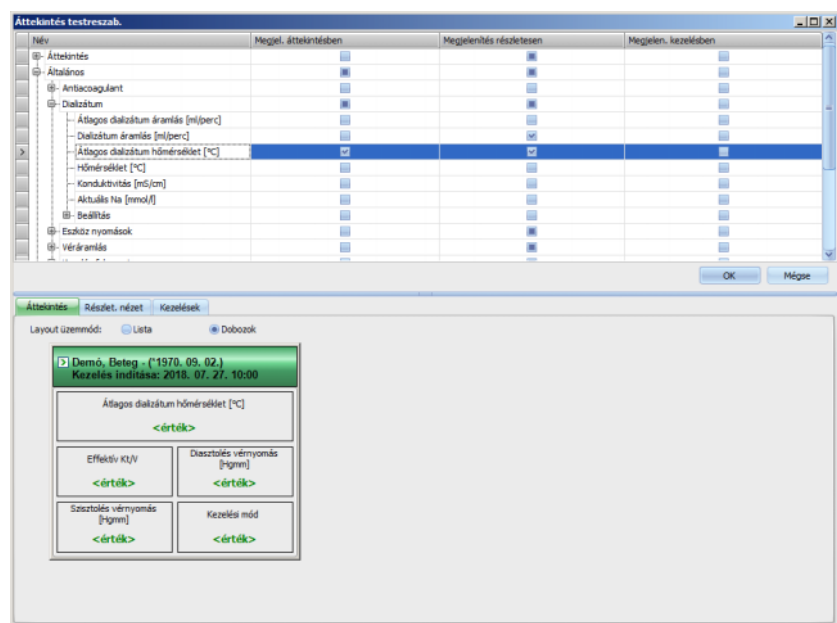 Áttekintés testreszab.
Név Megjel. áttekintésben Megjelenítés részletesen Megjelen. kezelésben
Áttekintés
Általános
Antiacoagulant
Dializátum
Átlagos dializátum áramlás [ml/perc]
Dializátum áramlás [ml/perc]
Átlagos dializátum hőmérséklet [°C]
Hőmérséklet [°C]
Konduktivitás [mS/cm]
Aktuális Na [mmol/l]
Beállítás
Eszköz nyomások
Véráramlás
OK Mégse
Áttekintés Részlet. nézet Kezelések
Layout üzemmód: Lista Dobozok
Demó, Beteg - (*1970. 09. 02.)
Kezelés indítása: 2018. 07. 27. 10:00
Átlagos dializátum hőmérséklet [°C]
<érték>
Effektív Kt/V
<érték>
Diasztolés vérnyomás
[Hgmm]
<érték>
Szisztolés vérnyomás
[Hgmm]
<érték>
Kezelési mód
<érték>